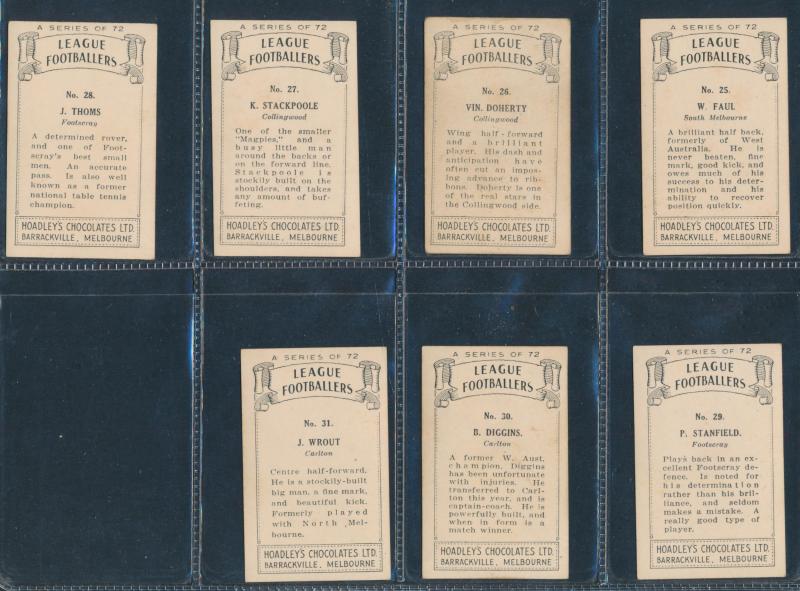 A SERIES OF 72
LEAGUE
FOOTBALLERS
No. 28.
J. THOMS
Footscray
A determined rover,
and one of Foot-
scray's best small
men. An accurate
pass. Is also well
known as a former
national table tennis
champion.
HOADLEY'S CHOCOLATES LTD.
BARRACKVILLE, MELBOURNE
A SERIES OF 72
LEAGUE
FOOTBALLERS
No. 27.
K. STACKPOOLE
Collingwood
One of the smaller
"Magpies," and a
busy little man
around the backs or
on the forward line.
Stackpoole is
stockily built on the
shoulders, and takes
any amount of buf-
feting.
HOADLEY'S CHOCOLATES LTD.
BARRACKVILLE, MELBOURNE
A SERIES OF 72
LEAGUE
FOOTBALLERS
No. 26.
VIN. DOHERTY
Collingwood
Wing half-forward
and a brilliant
player. His dash and
anticipation have
often cut an impos-
ing advance to rib-
bons. Doherty is one
of the real stars in
the Collingwood side.
HOADLEY'S CHOCOLATES LTD.
BARRACKVILLE, MELBOURNE
A SERIES OF 72
LEAGUE
FOOTBALLERS
No. 25.
W. FAUL
South Melbourne
A brilliant half back,
formerly of West
Australia. He is
never beaten, fine
mark, good kick, and
owes much of his
success to his deter-
mination and his
ability to recover
position quickly.
HOADLEY'S CHOCOLATES LTD.
BARRACKVILLE, MELBOURNE
A SERIES OF 72
LEAGUE
FOOTBALLERS
No. 31.
J. WROUT
Carlton
Centre half-forward.
He is a stockily-built
big man, a fine mark,
and beautiful kick.
Formerly played
with North Mel-
bourne.
HOADLEY'S CHOCOLATES LTD.
BARRACKVILLE, MELBOURNE
A SERIES OF 72
LEAGUE
FOOTBALLERS
No. 30.
B. DIGGINS.
Carlton
A former W. Aust.
champion, Diggins
has been unfortunate
with injuries. He
transferred to Carl-
ton this year, and is
captain-coach. He is
powerfully built, and
when in form is a
match winner.
HOADLEY'S CHOCOLATES LTD.
BARRACKVILLE, MELBOURNE
A SERIES OF 72
LEAGUE
FOOTBALLERS
No. 29.
P. STANFIELD.
Footscray
Plays back in an ex-
cellent Footscray de-
fence. Is noted for
his determination
rather than his bril-
liance, and seldom
makes a mistake. A
really good type of
player.
HOADLEY'S CHOCOLATES LTD.
BARRACKVILLE, MELBOURNE